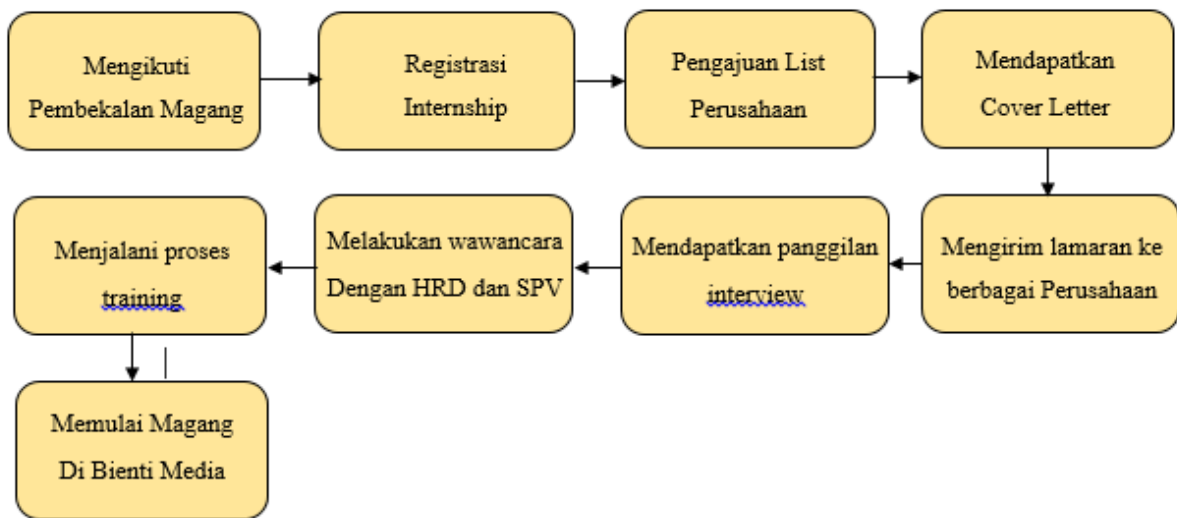 Mengikuti
Pembekalan Magang
Registrasi
Internship
Pengajuan List
Perusahaan
Mendapatkan
Cover Letter
Mengirim lamaran ke
berbagai Perusahaan
Mendapatkan panggilan
interview
Melakukan wawancara
Dengan HRD dan SPV
Menjalani proses
training
Memulai Magang
Di Bienti Media